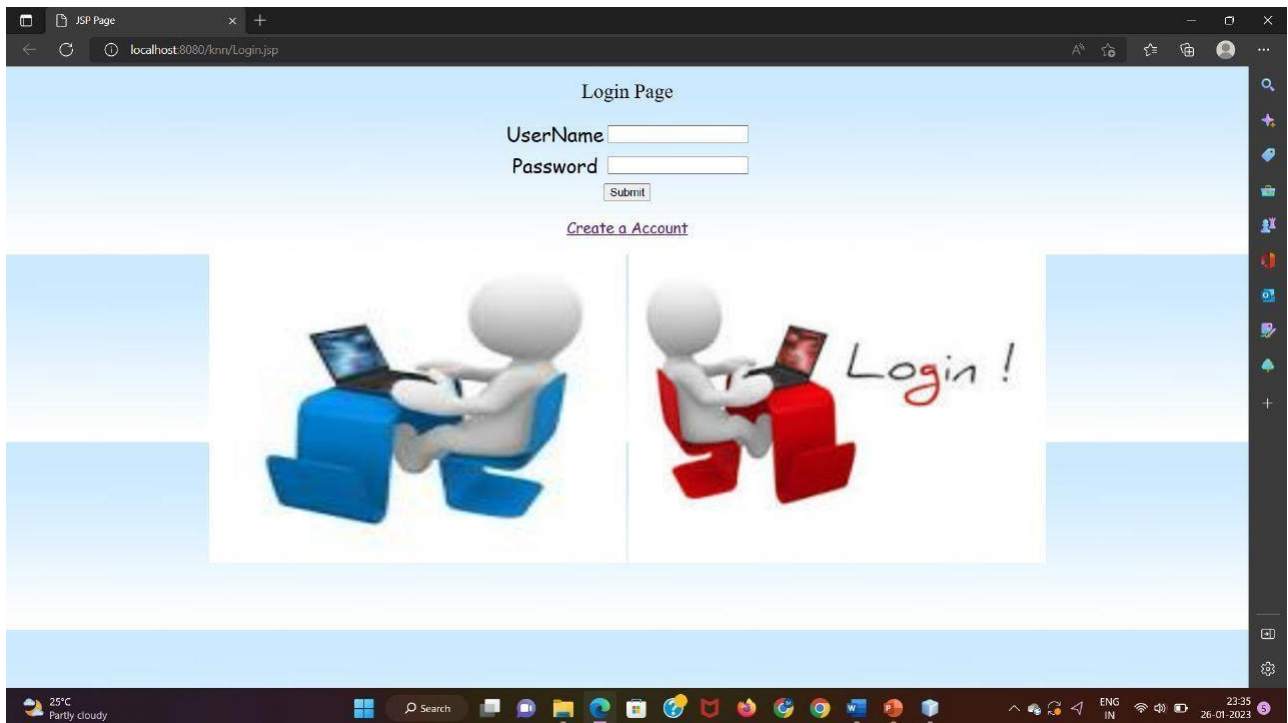 JSP Page
localhost:8080/knn/Login.jsp
Login Page
UserName
Password
Submit
Create a Account
Login !
25°C
Partly cloudy
Search
ENG
IN
23:35
26-01-2023